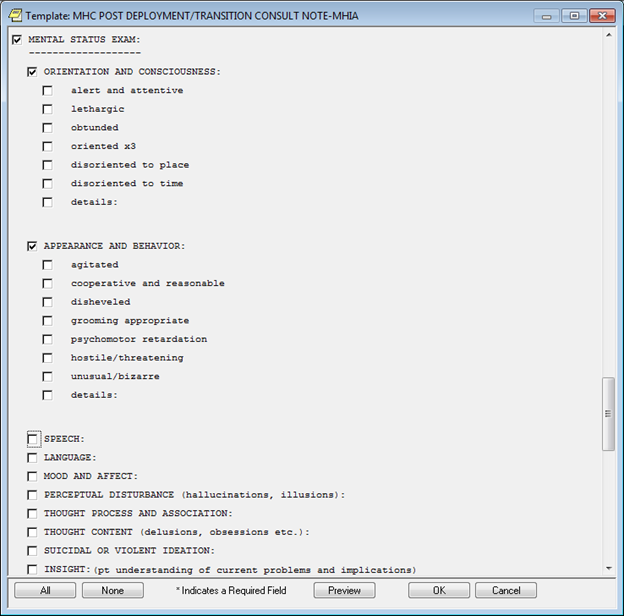 Template: MHC POST DEPLOYMENT/TRANSITION CONSULT NOTE-MHIA
MENTAL STATUS EXAM:
-------------------
ORIENTATION AND CONSCIOUSNESS:
alert and attentive
lethargic
obtunded
oriented x3
disoriented to place
disoriented to time
details:
APPEARANCE AND BEHAVIOR:
agitated
cooperative and reasonable
disheveled
grooming appropriate
psychomotor retardation
hostile/threatening
unusual/bizarre
details:
SPEECH:
LANGUAGE:
MOOD AND AFFECT:
PERCEPTUAL DISTURBANCE (hallucinations, illusions):
THOUGHT PROCESS AND ASSOCIATION:
THOUGHT CONTENT (delusions, obsessions etc.):
SUICIDAL OR VIOLENT IDEATION:
INSIGHT:(pt understanding of current problems and implications)
All None * Indicates a Required Field Preview OK Cancel